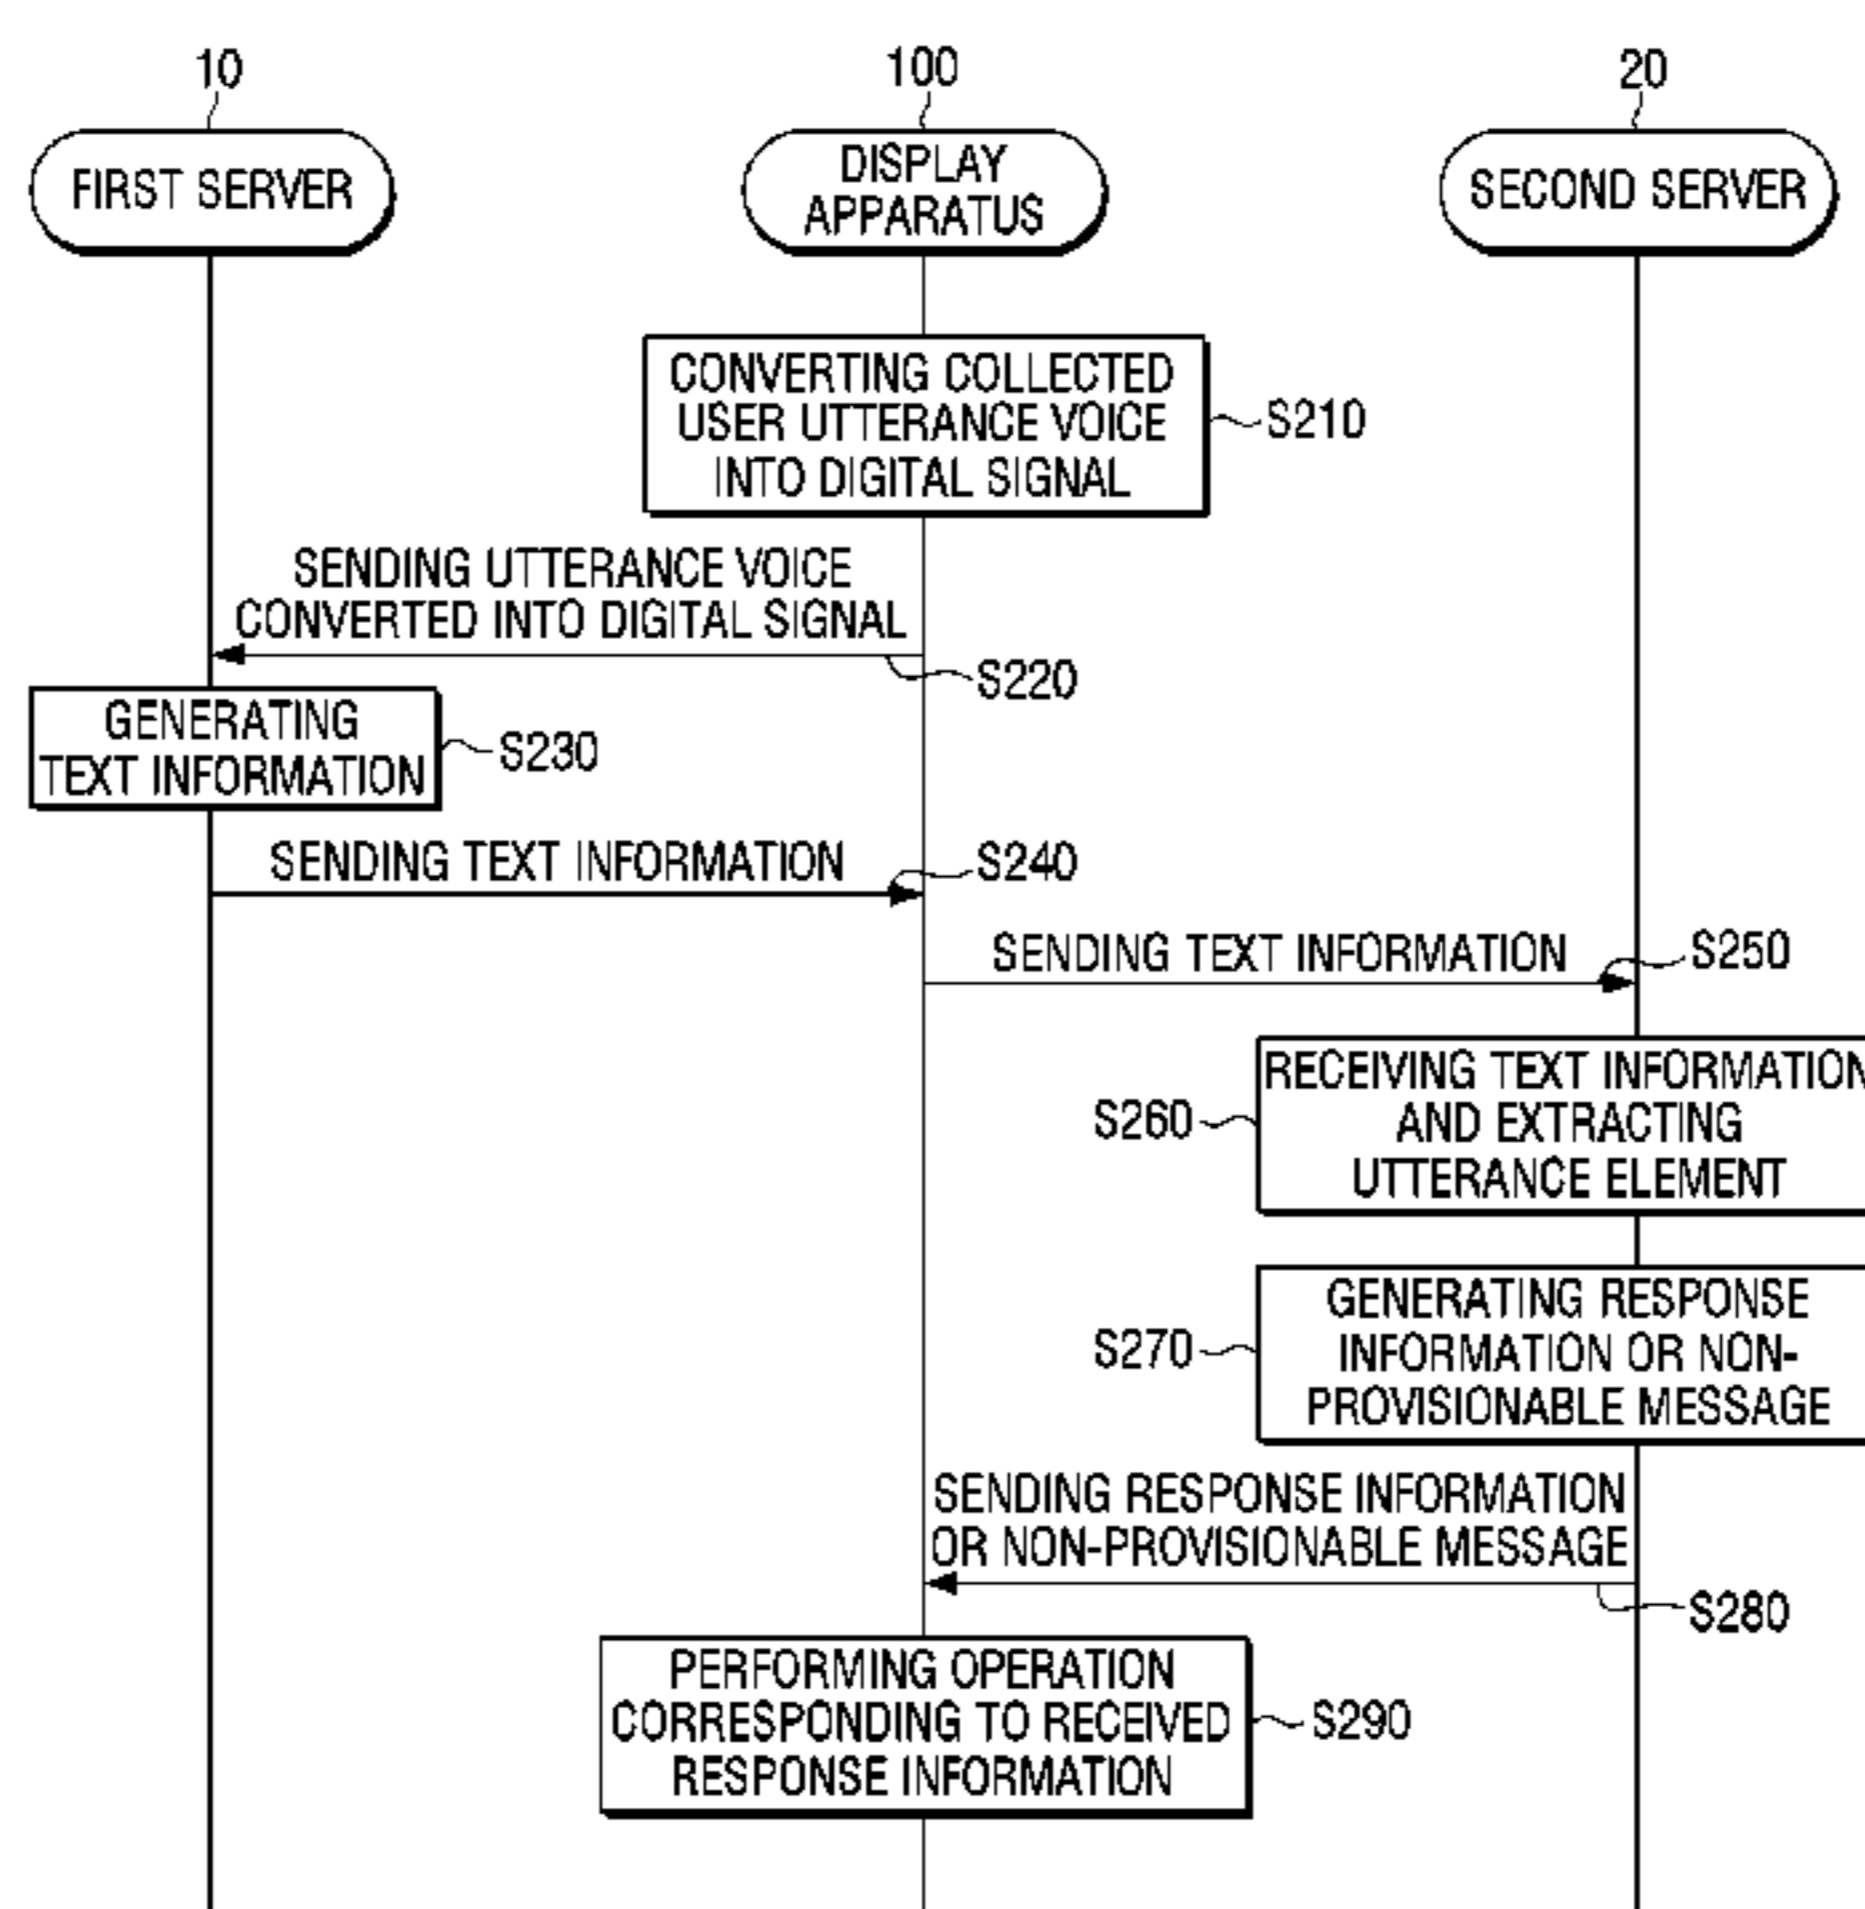 10
100
20
FIRST SERVER
DISPLAY
APPARATUS
SECOND SERVER
CONVERTING COLLECTED
USER UTTERANCE VOICE
INTO DIGITAL SIGNAL
S210
SENDING UTTERANCE VOICE
CONVERTED INTO DIGITAL SIGNAL
S220
GENERATING
TEXT INFORMATION
S230
SENDING TEXT INFORMATION
S240
SENDING TEXT INFORMATION
S250
RECEIVING TEXT INFORMATION
AND EXTRACTING
UTTERANCE ELEMENT
S260
GENERATING RESPONSE
INFORMATION OR NON-
PROVISIONABLE MESSAGE
S270
SENDING RESPONSE INFORMATION
OR NON-PROVISIONABLE MESSAGE
S280
PERFORMING OPERATION
CORRESPONDING TO RECEIVED
RESPONSE INFORMATION
S290